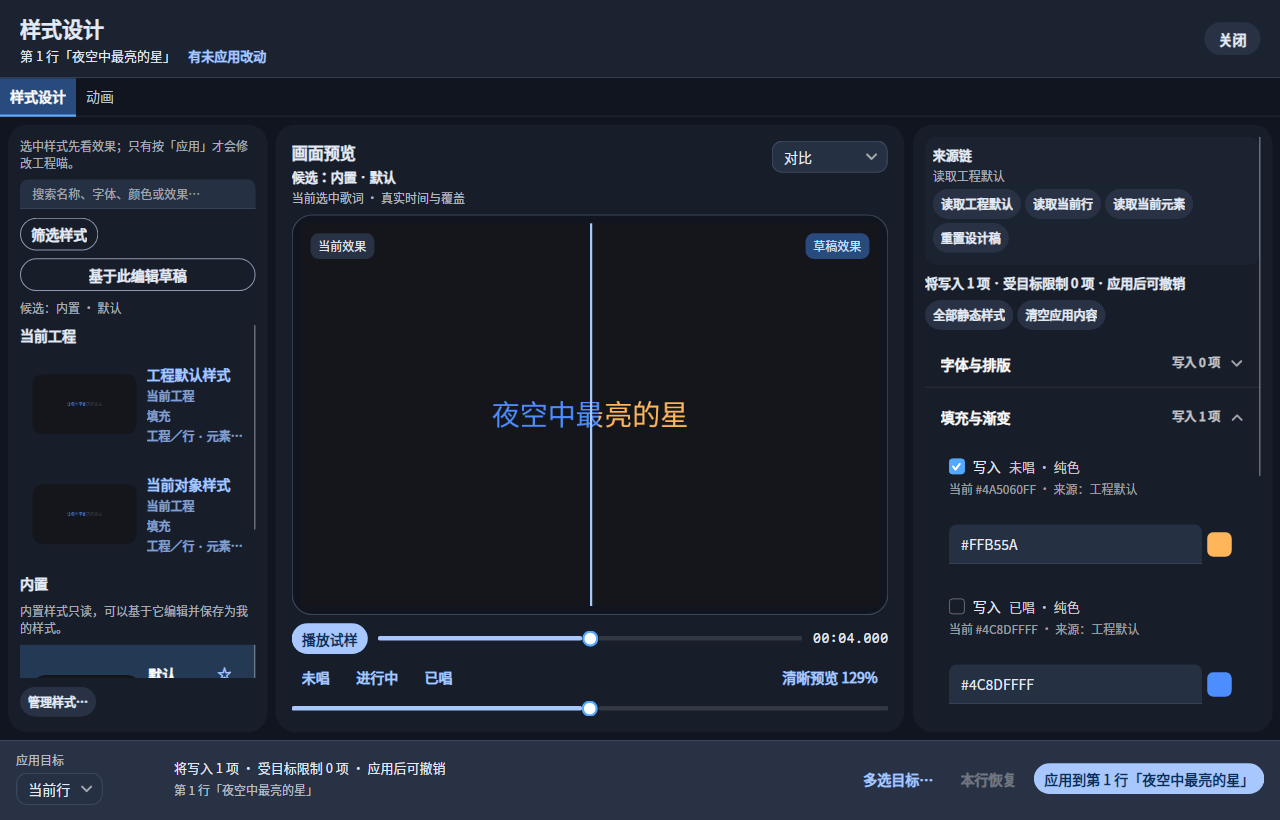 样式设计
第 1 行「夜空中最亮的星」 有未应用改动
关闭
样式设计 动画
选中样式先看效果；只有按「应用」才会修
改工程喵。
搜索名称、字体、颜色或效果…
筛选样式
基于此编辑草稿
候选：内置 · 默认
当前工程
工程默认样式
当前工程
填充
工程／行 · 元素…
当前对象样式
当前工程
填充
工程／行 · 元素…
内置
内置样式只读，可以基于它编辑并保存为我
的样式。
默认
管理样式…
画面预览
候选：内置 · 默认
当前选中歌词 · 真实时间与覆盖
对比
当前效果
草稿效果
夜空中最亮的星
播放试样
00:04.000
未唱 进行中 已唱
清晰预览 129%
来源链
读取工程默认
读取工程默认 读取当前行 读取当前元素
重置设计稿
将写入 1 项 · 受目标限制 0 项 · 应用后可撤销
全部静态样式 清空应用内容
字体与排版 写入 0 项
填充与渐变 写入 1 项
写入 未唱 · 纯色
当前 #4A5060FF · 来源：工程默认
#FFB55A
写入 已唱 · 纯色
当前 #4C8DFFFF · 来源：工程默认
#4C8DFFFF
应用目标
当前行
将写入 1 项 · 受目标限制 0 项 · 应用后可撤销
第 1 行「夜空中最亮的星」
多选目标…
本行恢复
应用到第 1 行「夜空中最亮的星」